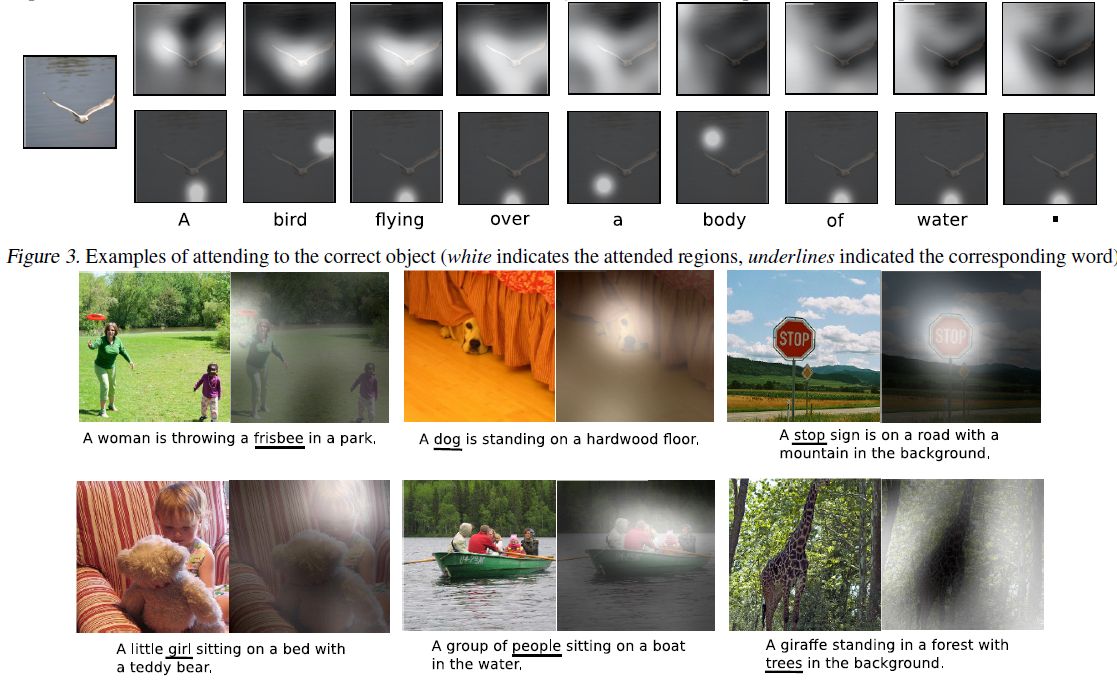 A bird flying over a body of water .
Figure 3. Examples of attending to the correct object (white indicates the attended regions, underlines indicated the corresponding word)
STOP
STOP
A woman is throwing a frisbee in a park.
A dog is standing on a hardwood floor.
A stop sign is on a road with a
mountain in the background.
A little girl sitting on a bed with
a teddy bear.
A group of people sitting on a boat
in the water.
A giraffe standing in a forest with
trees in the background.